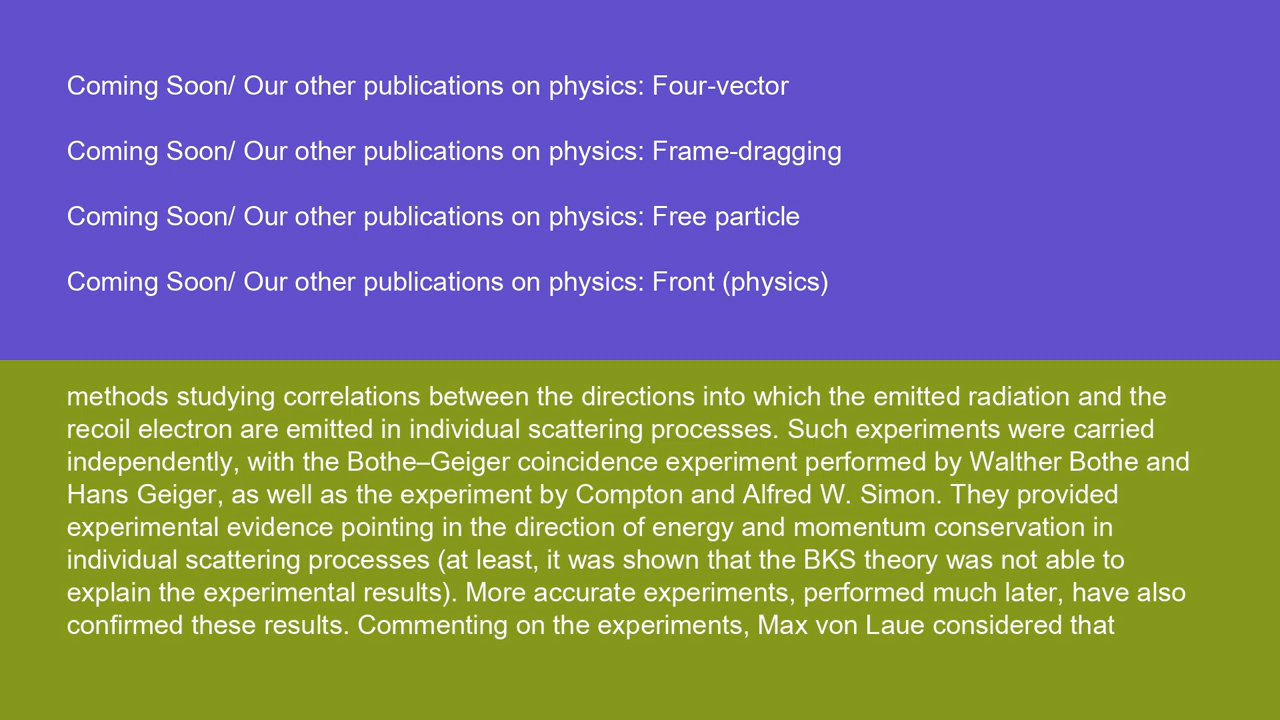 Coming Soon/ Our other publications on physics: Four-vector
Coming Soon/ Our other publications on physics: Frame-dragging
Coming Soon/ Our other publications on physics: Free particle
Coming Soon/ Our other publications on physics: Front (physics)
methods studying correlations between the directions into which the emitted radiation and the
recoil electron are emitted in individual scattering processes. Such experiments were carried
independently, with the Bothe–Geiger coincidence experiment performed by Walther Bothe and
Hans Geiger, as well as the experiment by Compton and Alfred W. Simon. They provided
experimental evidence pointing in the direction of energy and momentum conservation in
individual scattering processes (at least, it was shown that the BKS theory was not able to
explain the experimental results). More accurate experiments, performed much later, have also
confirmed these results. Commenting on the experiments, Max von Laue considered that